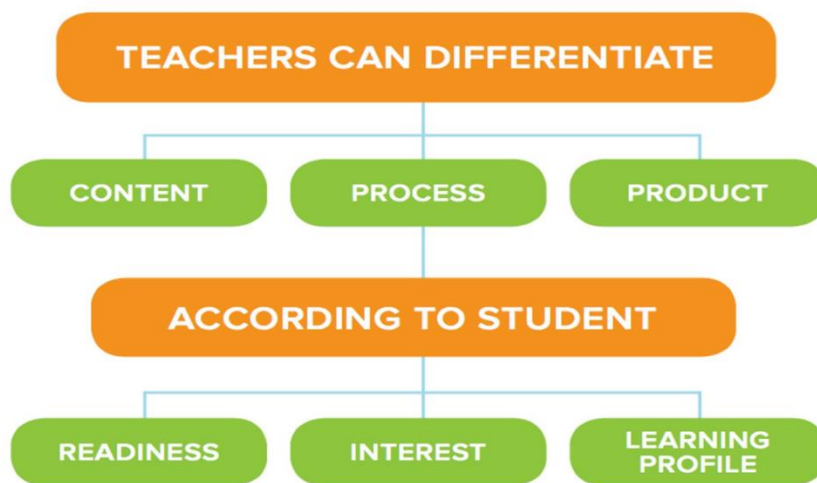 TEACHERS CAN DIFFERENTIATE
CONTENT
PROCESS
PRODUCT
ACCORDING TO STUDENT
READINESS
INTEREST
LEARNING
PROFILE